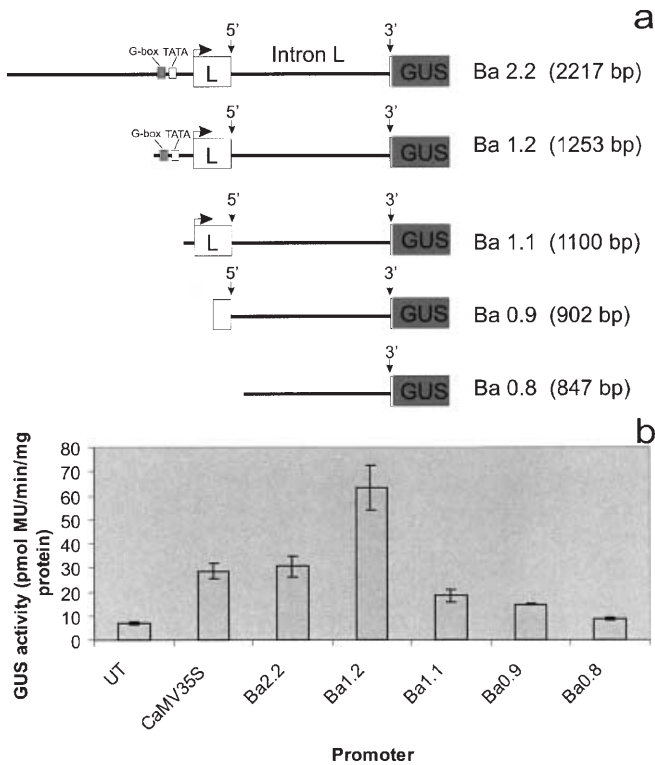 a
5' 3'
G-box TATA Intron L
L GUS Ba 2.2 (2217 bp)
5' 3'
G-box TATA
L GUS Ba 1.2 (1253 bp)
5' 3'
L GUS Ba 1.1 (1100 bp)
5' 3'
GUS Ba 0.9 (902 bp)
3'
GUS Ba 0.8 (847 bp)
b
GUS activity (pmol MU/min/mg
protein)
80
70
60
50
40
30
20
10
0
UT
CaMV35S
Ba2.2
Ba1.2
Ba1.1
Ba0.9
Ba0.8
Promoter